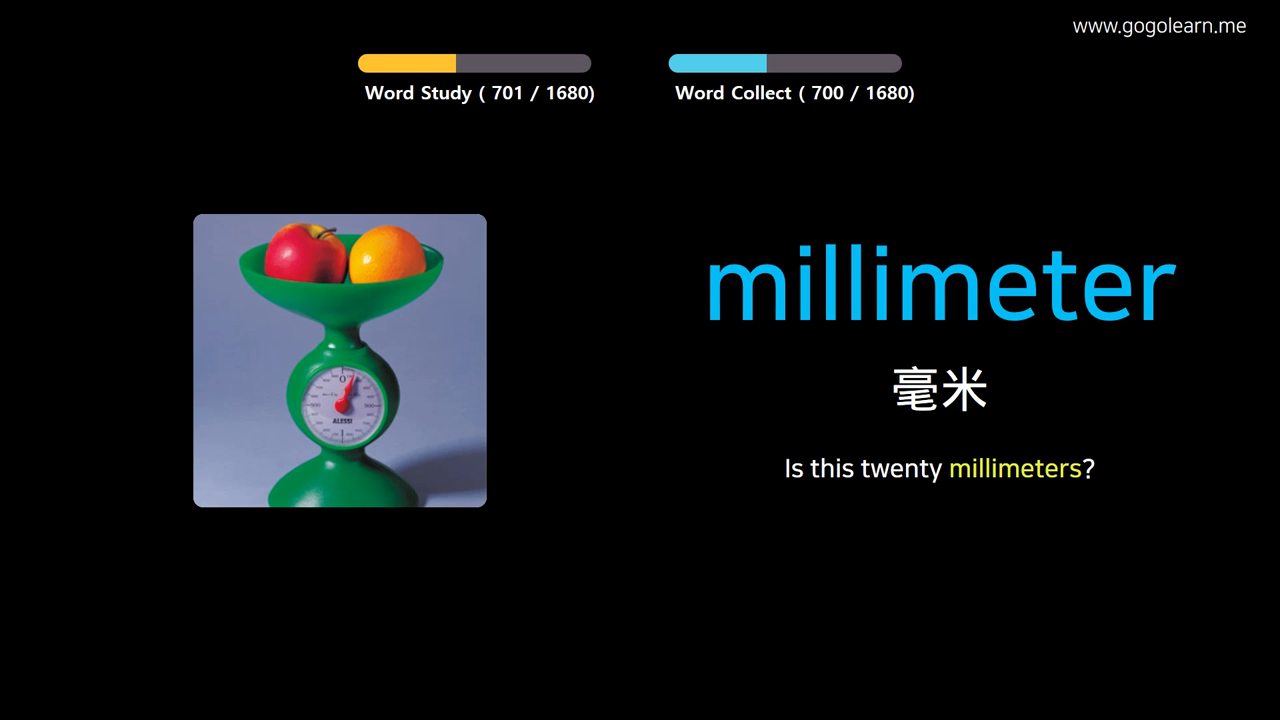 www.gogolearn.me
Word Study ( 701 / 1680)
Word Collect ( 700 / 1680)
millimeter
毫米
Is this twenty millimeters?
0
ALESSI